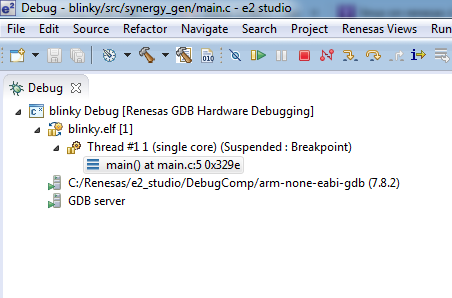 Debug - blinky/src/synergy_gen/main.c - e2 studio
File Edit Source Refactor Navigate Search Project Renesas Views Run
Debug
blinky Debug [Renesas GDB Hardware Debugging]
blinky.elf [1]
Thread #1 1 (single core) (Suspended : Breakpoint)
main() at main.c:5 0x329e
C:/Renesas/e2_studio/DebugComp/arm-none-eabi-gdb (7.8.2)
GDB server